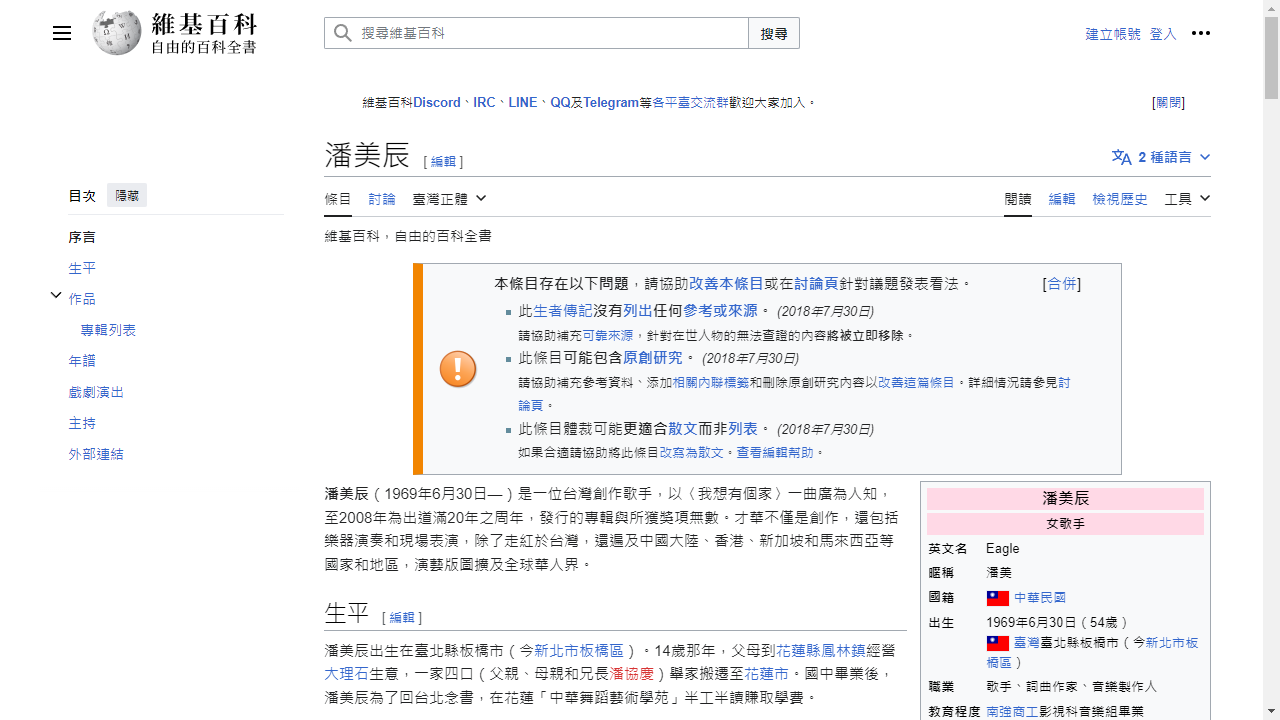 維基百科
自由的百科全書
搜尋維基百科
搜尋
建立帳號 登入
維基百科Discord、IRC、LINE、QQ及Telegram等各平臺交流群歡迎大家加入。
[關閉]
潘美辰 [編輯]
2 種語言
目次 隱藏
序言
生平
作品
專輯列表
年譜
戲劇演出
主持
外部連結
條目 討論 臺灣正體
閱讀 編輯 檢視歷史 工具
維基百科，自由的百科全書
本條目存在以下問題，請協助改善本條目或在討論頁針對議題發表看法。 [合併]
此生者傳記沒有列出任何參考或來源。 (2018年7月30日)
請協助補充可靠來源，針對在世人物的無法查證的內容將被立即移除。
此條目可能包含原創研究。 (2018年7月30日)
請協助補充參考資料、添加相關內聯標籤和刪除原創研究內容以改善這篇條目。詳細情況請參見討
論頁。
此條目體裁可能更適合散文而非列表。 (2018年7月30日)
如果合適請協助將此條目改寫為散文。查看編輯幫助。
潘美辰（1969年6月30日—）是一位台灣創作歌手，以〈我想有個家〉一曲廣為人知，
至2008年為出道滿20年之周年，發行的專輯與所獲獎項無數。才華不僅是創作，還包括
樂器演奏和現場表演，除了走紅於台灣，還遍及中國大陸、香港、新加坡和馬來西亞等
國家和地區，演藝版圖擴及全球華人界。
生平 [編輯]
潘美辰出生在臺北縣板橋市（今新北市板橋區）。14歲那年，父母到花蓮縣鳳林鎮經營
大理石生意，一家四口（父親、母親和兄長潘協慶）舉家搬遷至花蓮市。國中畢業後，
潘美辰為了回台北念書，在花蓮「中華舞蹈藝術學苑」半工半讀賺取學費。
潘美辰
女歌手
英文名 Eagle
暱稱 潘美
國籍 中華民國
出生 1969年6月30日（54歲）
臺灣臺北縣板橋市（今新北市板
橋區）
職業 歌手、詞曲作家、音樂製作人
教育程度 南強商工影視科音樂組畢業